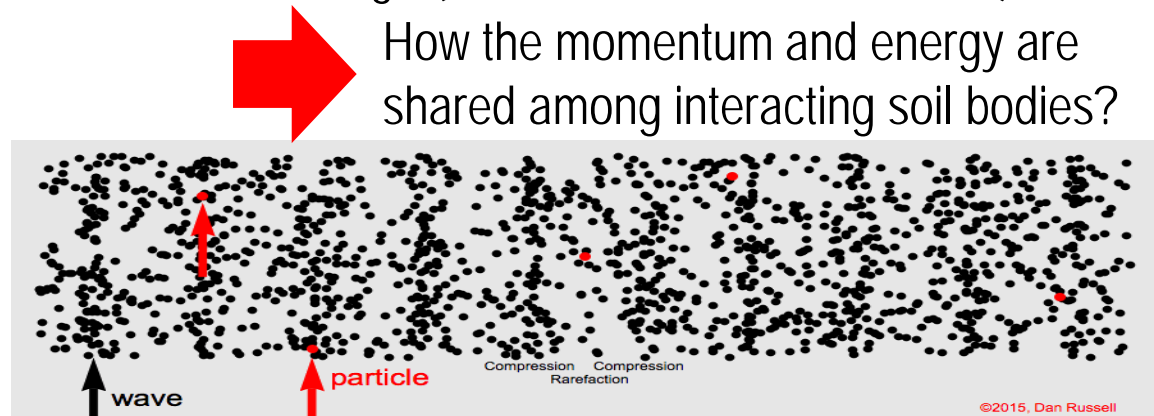 How the momentum and energy are
shared among interacting soil bodies?
Compression Compression
Rarefaction
particle
wave
©2015, Dan Russell